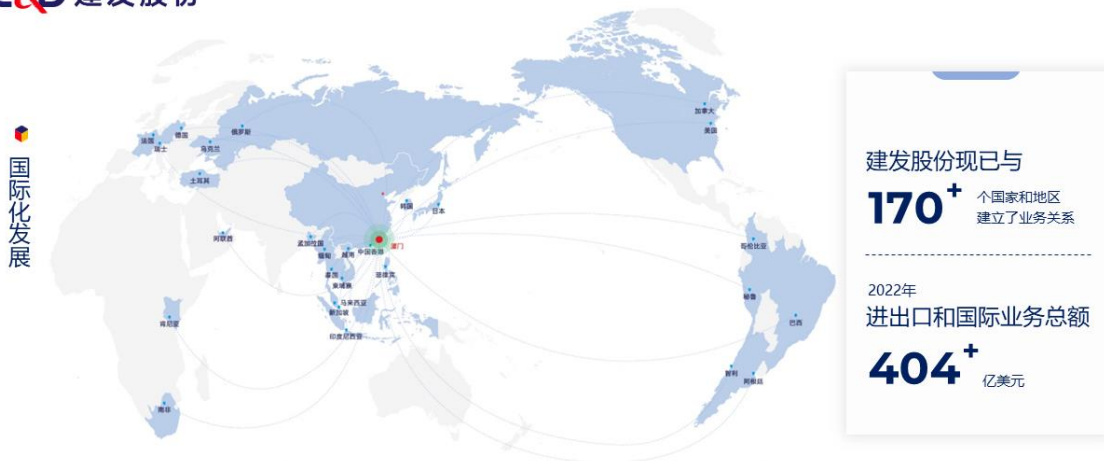 建发股份
国际化发展
加拿大
美国
法国
德国
瑞士
乌克兰
俄罗斯
土耳其
阿联酋
韩国
日本
孟加拉国
缅甸
越南
中国香港
厦门
泰国
柬埔寨
菲律宾
马来西亚
新加坡
印度尼西亚
肯尼亚
南非
哥伦比亚
秘鲁
巴西
智利
阿根廷
建发股份现已与
170+ 个国家和地区
建立了业务关系
2022年
进出口和国际业务总额
404+ 亿美元